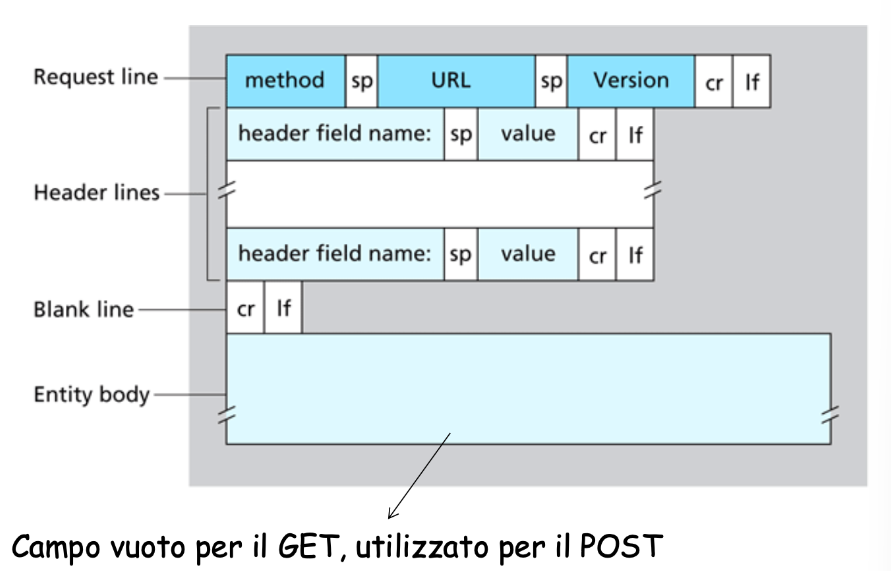 Request line method sp URL sp Version cr lf
header field name: sp value cr lf
Header lines
header field name: sp value cr lf
Blank line cr lf
Entity body
Campo vuoto per il GET, utilizzato per il POST